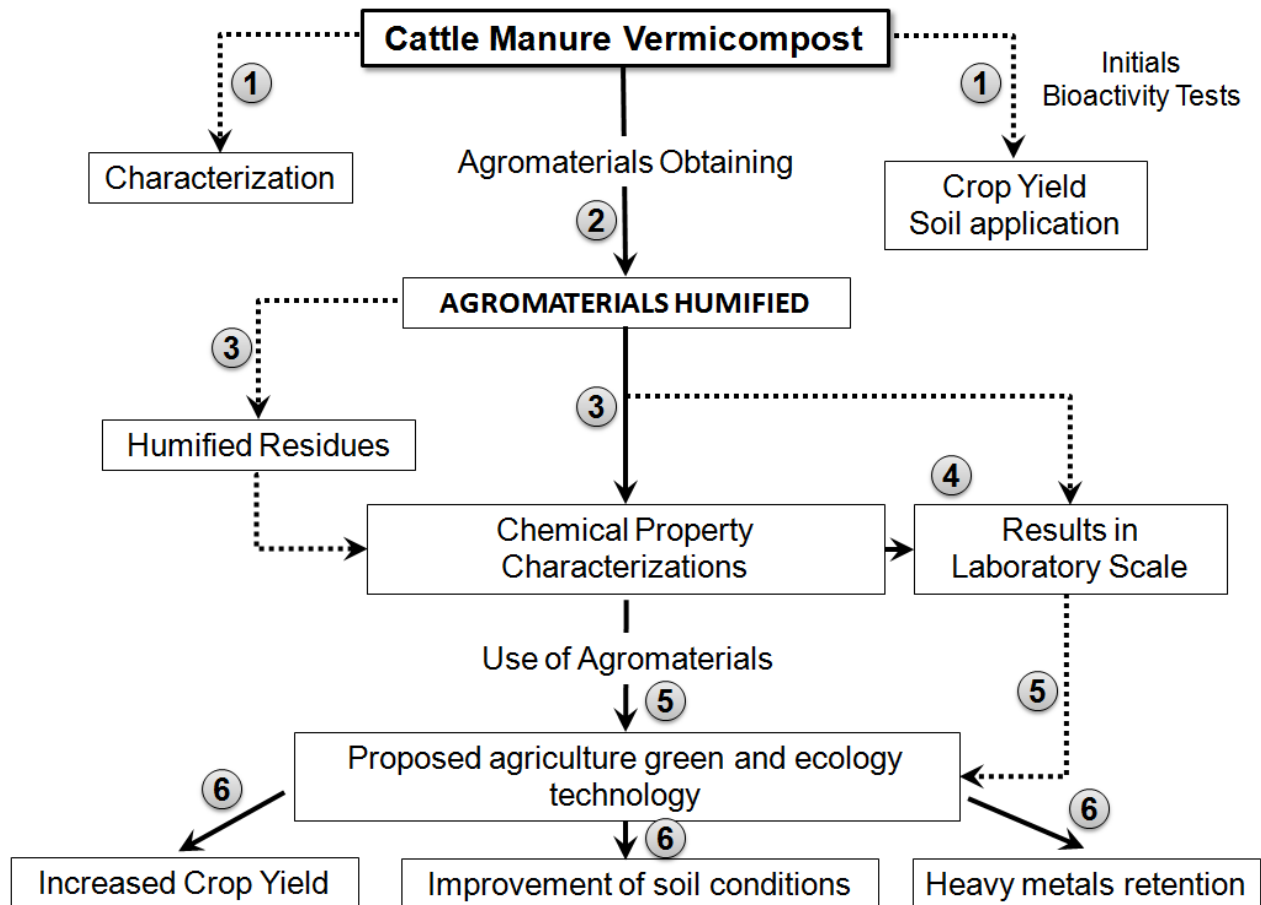 Cattle Manure Vermicompost
1
1
Initials
Bioactivity Tests
Characterization
Agromaterials Obtaining
Crop Yield
Soil application
2
AGROMATERIALS HUMIFIED
3
3
Humified Residues
4
Chemical Property
Characterizations
Results in
Laboratory Scale
Use of Agromaterials
5
5
Proposed agriculture green and ecology
technology
6
6
6
Increased Crop Yield
Improvement of soil conditions
Heavy metals retention